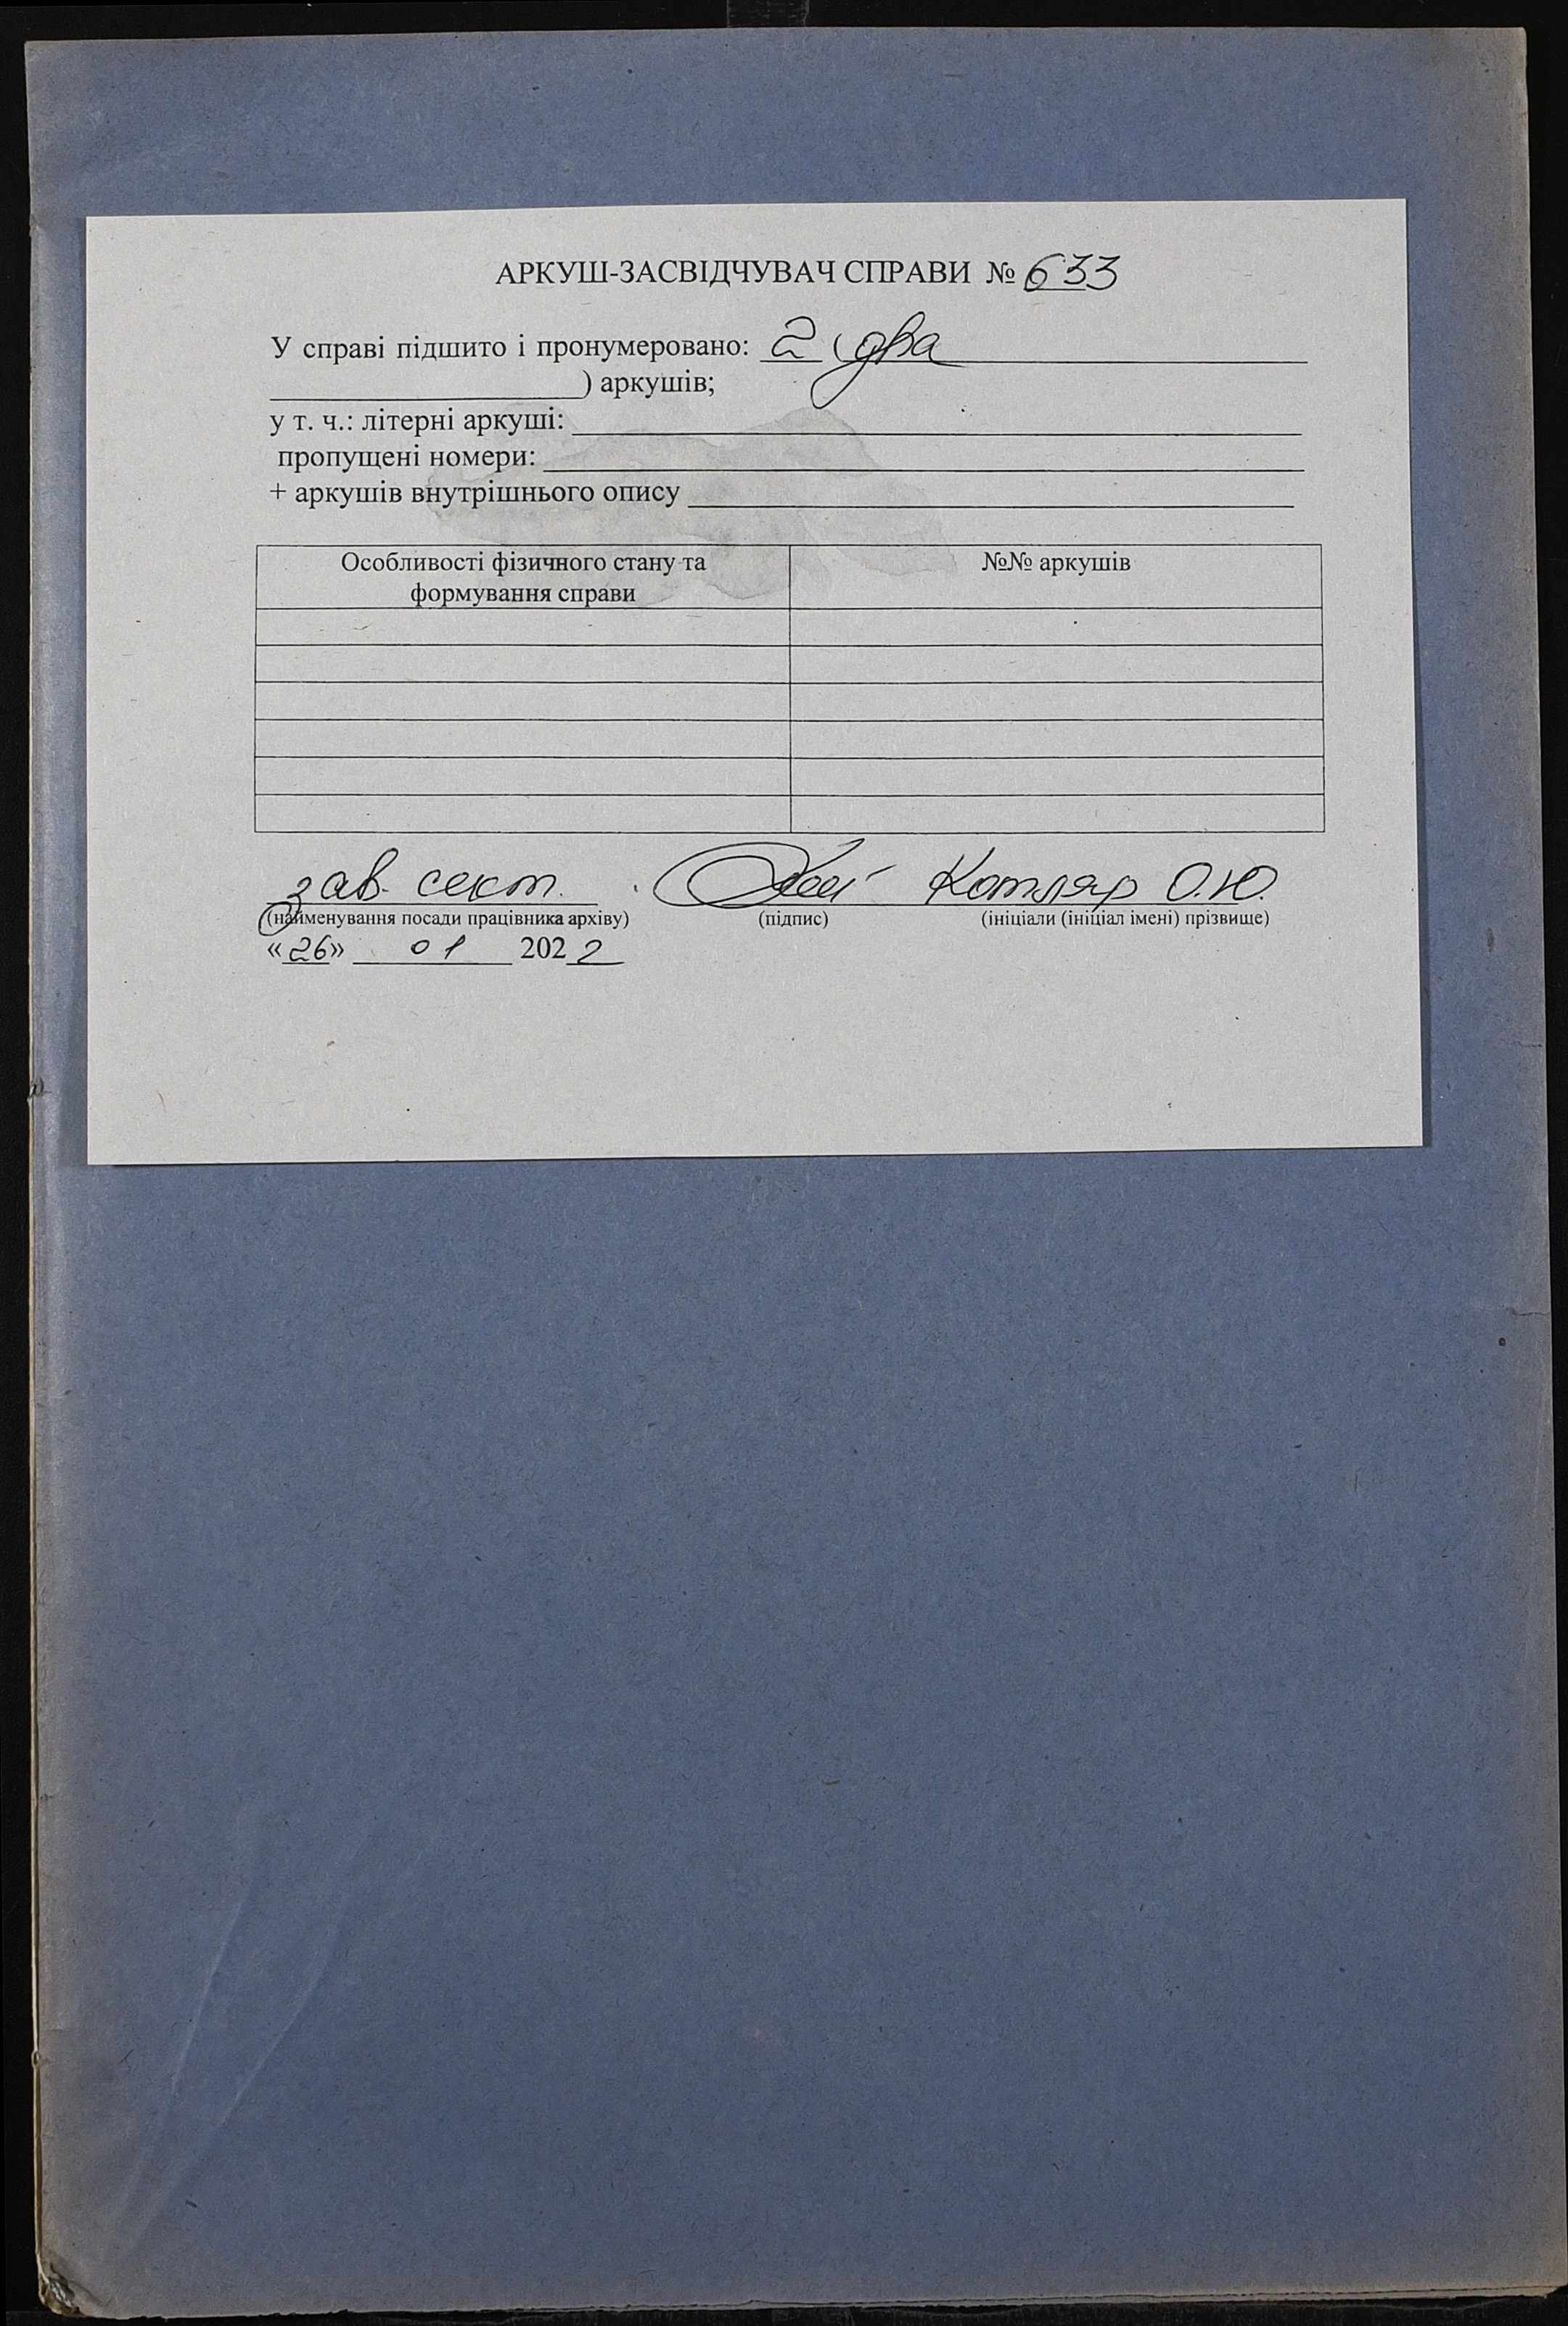 АРКУШ-ЗАСВІДЧУВАЧ СПРАВИ № 633
У справі підшито і пронумеровано: 2 (два
) аркушів;
у т. ч.: літерні аркуші:
пропущені номери:
+ аркушів внутрішнього опису
Особливості фізичного стану та формування справи
№№ аркушів
зав. сект. Котляр О.Ю.
(найменування посади працівника архіву) (підпис) (ініціали (ініціал імені) прізвище)
«26» 01 2022